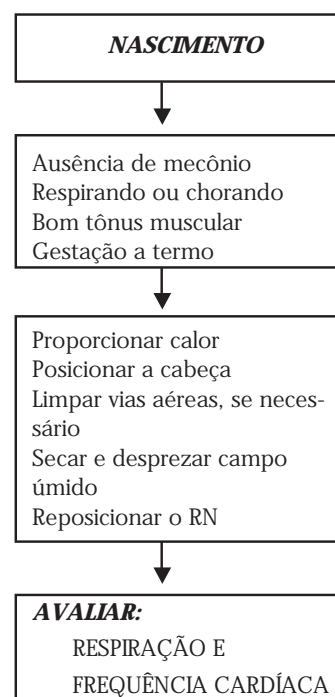 NASCIMENTO
Ausência de mecônio
Respirando ou chorando
Bom tônus muscular
Gestação a termo
Proporcionar calor
Posicionar a cabeça
Limpar vias aéreas, se neces-
sário
Secar e desprezar campo
úmido
Reposicionar o RN
AVALIAR:
RESPIRAÇÃO E
FREQUÊNCIA CARDÍACA